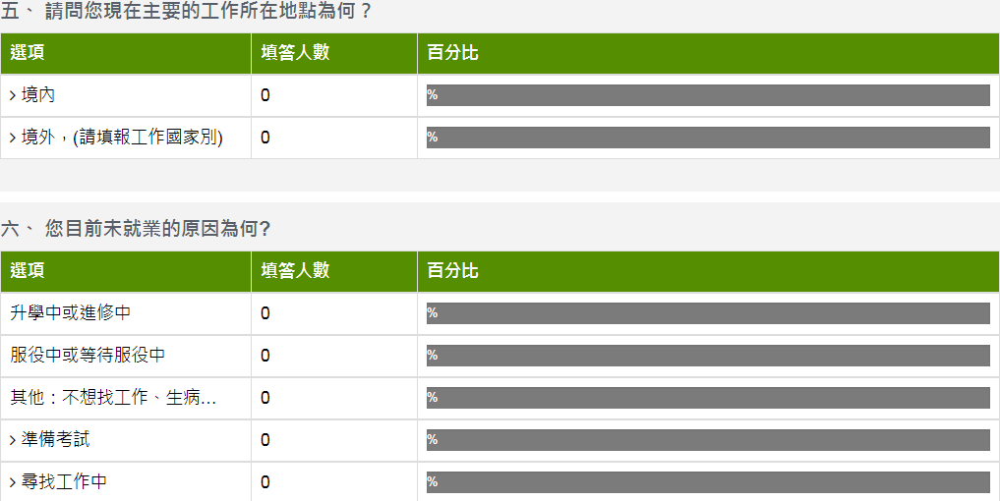 五、 請問您現在主要的工作所在地點為何？
選項 填答人數 百分比
> 境內 0 %
> 境外，(請填報工作國家別) 0 %
六、 您目前未就業的原因為何?
選項 填答人數 百分比
升學中或進修中 0 %
服役中或等待服役中 0 %
其他：不想找工作、生病... 0 %
> 準備考試 0 %
> 尋找工作中 0 %